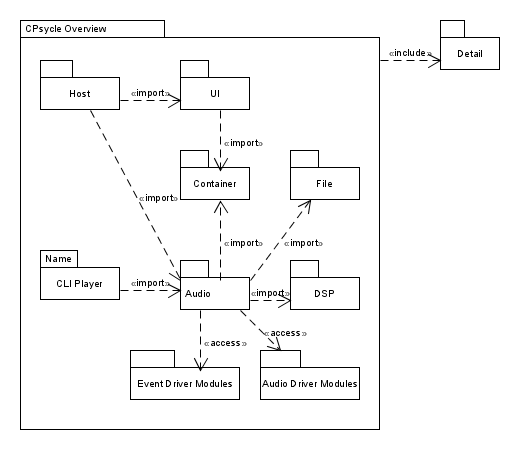 CPsycle Overview
«include»
Detail
Host
«import»
UI
«import»
Container
File
«import»
«import»
«import»
Name
CLI Player
«import»
Audio
«import»
DSP
«access»
«access»
Event Driver Modules
Audio Driver Modules